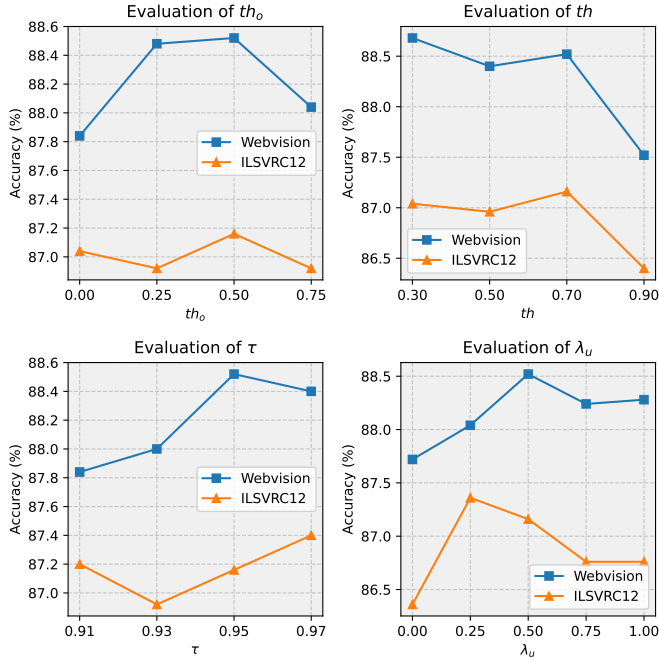 Evaluation of th_o
88.6
88.4
88.2
88.0
87.8
87.6
87.4
87.2
87.0
Accuracy (%)
Webvision
ILSVRC12
0.00 0.25 0.50 0.75
th_o
Evaluation of th
88.5
88.0
87.5
87.0
86.5
Accuracy (%)
Webvision
ILSVRC12
0.30 0.50 0.70 0.90
th
Evaluation of τ
88.6
88.4
88.2
88.0
87.8
87.6
87.4
87.2
87.0
Accuracy (%)
Webvision
ILSVRC12
0.91 0.93 0.95 0.97
τ
Evaluation of λ_u
88.5
88.0
87.5
87.0
86.5
Accuracy (%)
Webvision
ILSVRC12
0.00 0.25 0.50 0.75 1.00
λ_u